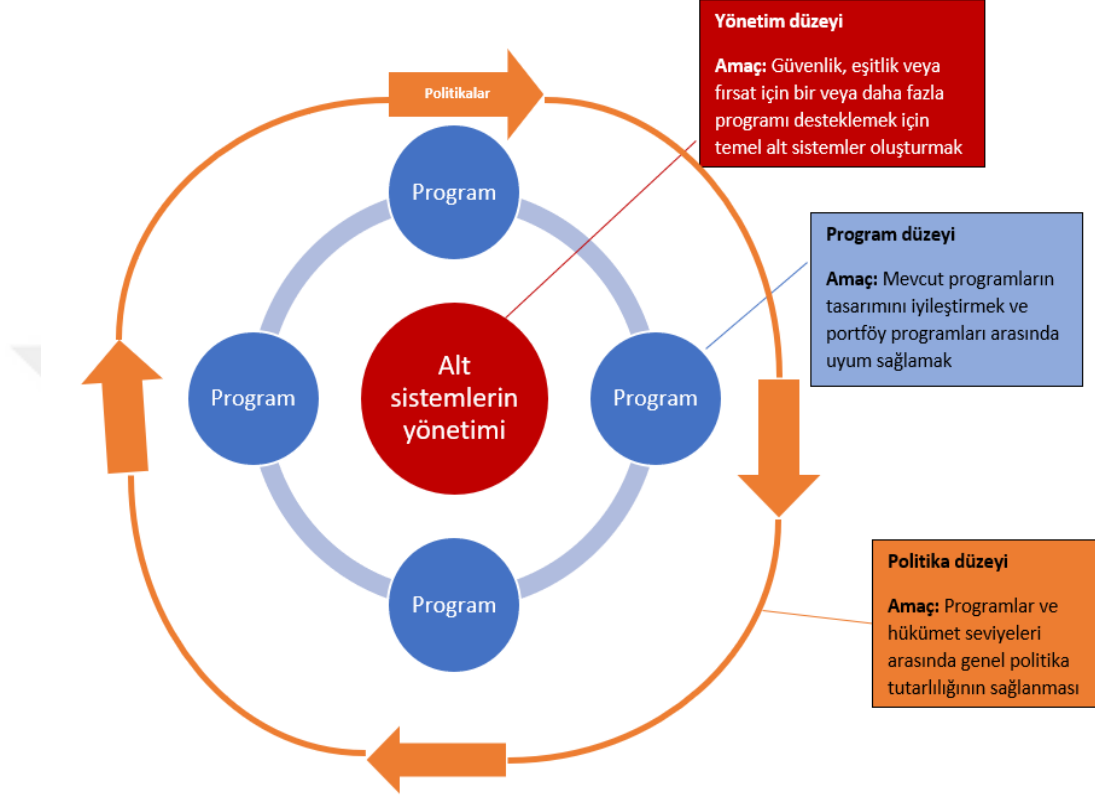 Yönetim düzeyi
Amaç: Güvenlik, eşitlik veya
fırsat için bir veya daha fazla
programı desteklemek için
temel alt sistemler oluşturmak
Politikalar
Program
Program düzeyi
Amaç: Mevcut programların
tasarımını iyileştirmek ve
portföy programları arasında
uyum sağlamak
Program
Alt
sistemlerin
yönetimi
Program
Program
Politika düzeyi
Amaç: Programlar ve
hükümet seviyeleri
arasında genel politika
tutarlılığının sağlanması